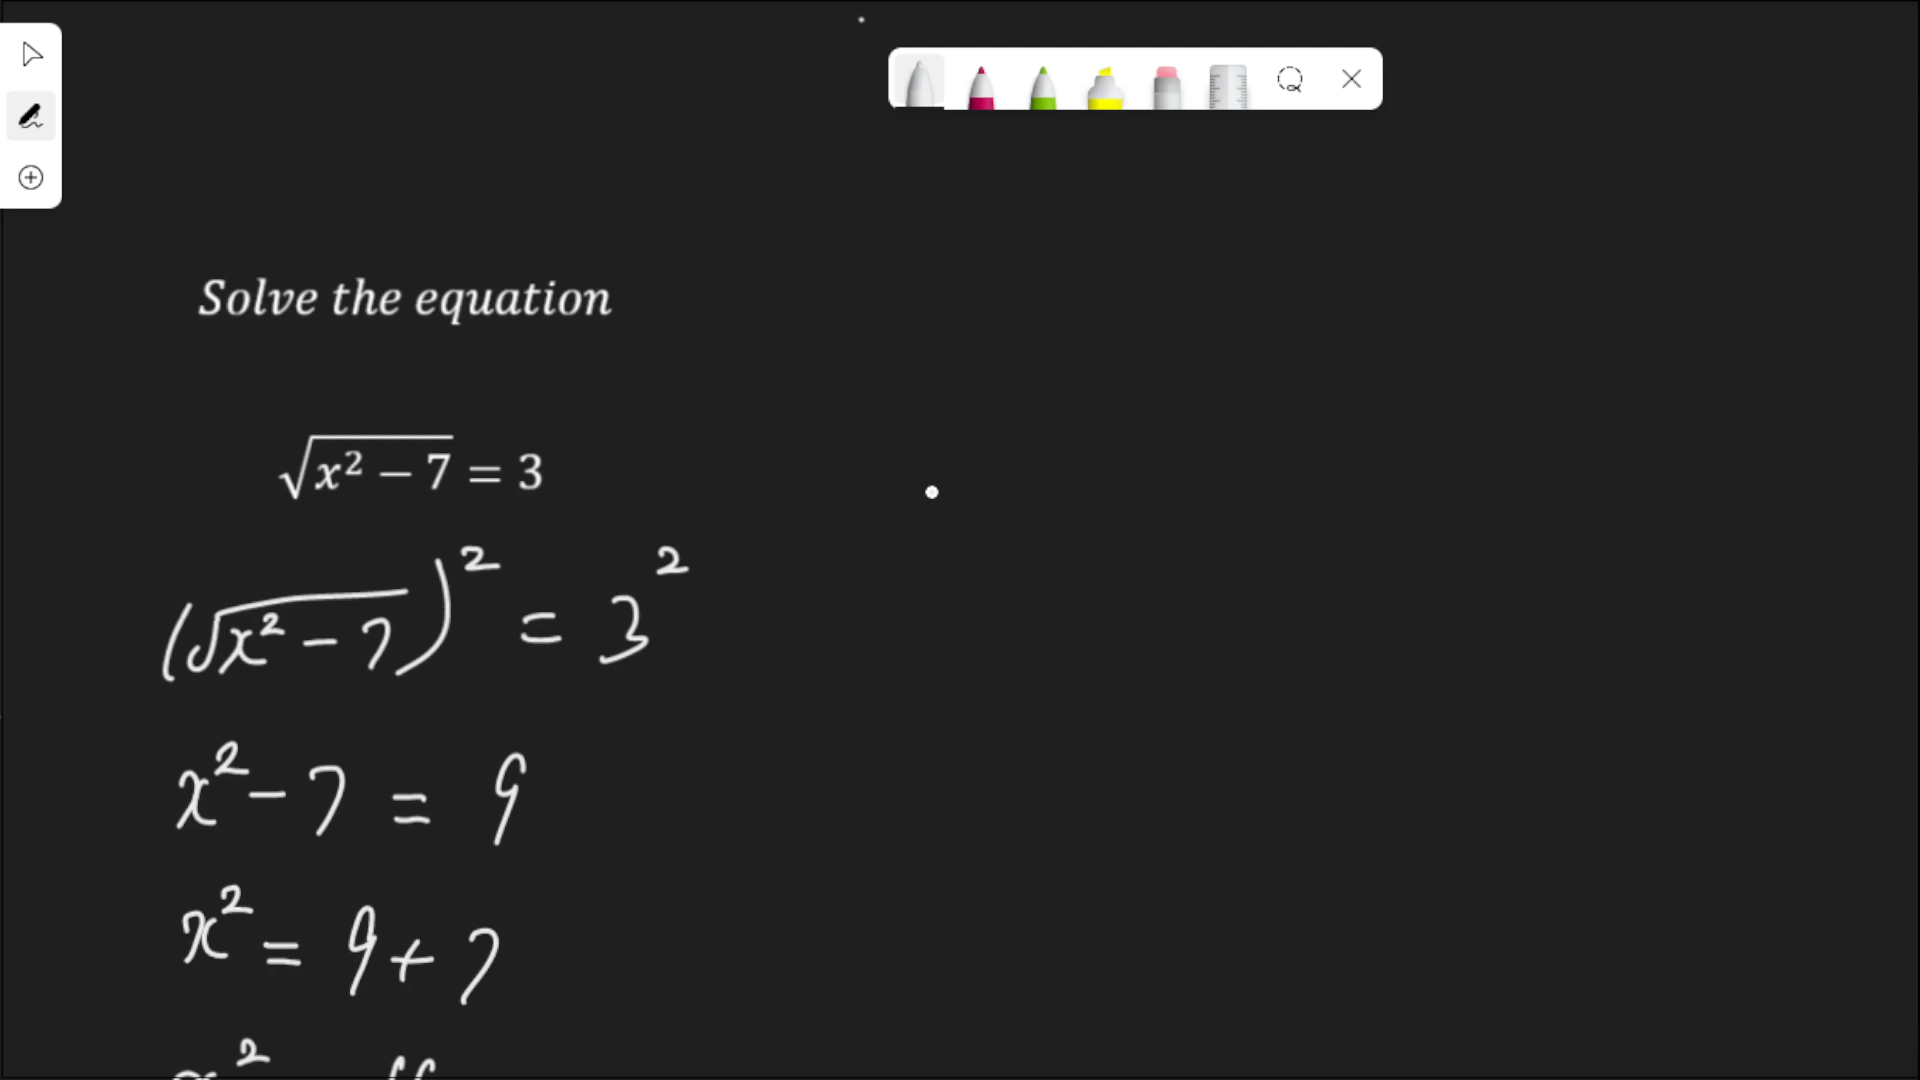 Solve the equation
√(x² − 7) = 3
(√(x² − 7))² = 3²
x² − 7 = 9
x² = 9 + 7